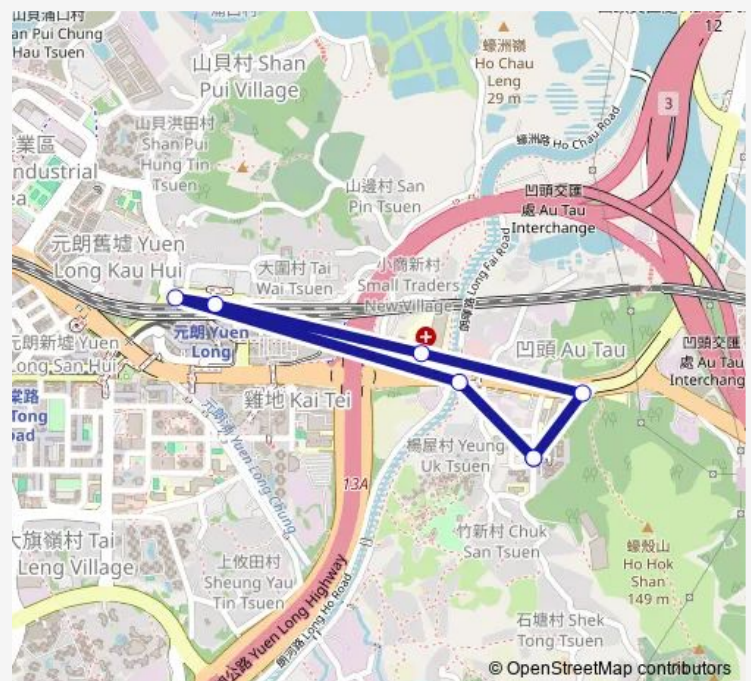 山貝涌口村
an Pui Chung
Hau Tsuen
山貝村 Shan
Pui Village
蠔洲嶺
Ho Chau
Leng
29 m
12
3
業區
ndustrial
山貝洪田村
Shan Pui
Hung Tin
Tsuen
蠔洲路 Ho Chau Road
山邊村 San
Pin Tsuen
凹頭交匯
處 Au Tau
Interchange
元朗舊墟 Yuen
Long Kau Hui
大圍村 Tai
Wai Tsuen
小商新村
Small Traders
New Village
朗輝路 Long Fai Road
元朗 Yuen
Long
元朗新墟 Yuen
Long San Hui
凹頭 Au Tau
凹頭交匯
處 Au Tau
Interchang
棠路
Tong
oad
雞地 Kai Tei
元朗涌 Yuen Long Chung
楊屋村 Yeung
Uk Tsuen
13A
竹新村 Chuk
San Tsuen
大旗嶺村 Tai
Leng Village
上攸田村
Sheung Yau
Tin Tsuen
蠔殼山
Ho Hok
Shan
149 m
公路 Yuen Long Highway
朗河路 Long Ho Road
石塘村 Shek
Tong Tsuen
© OpenStreetMap contributors